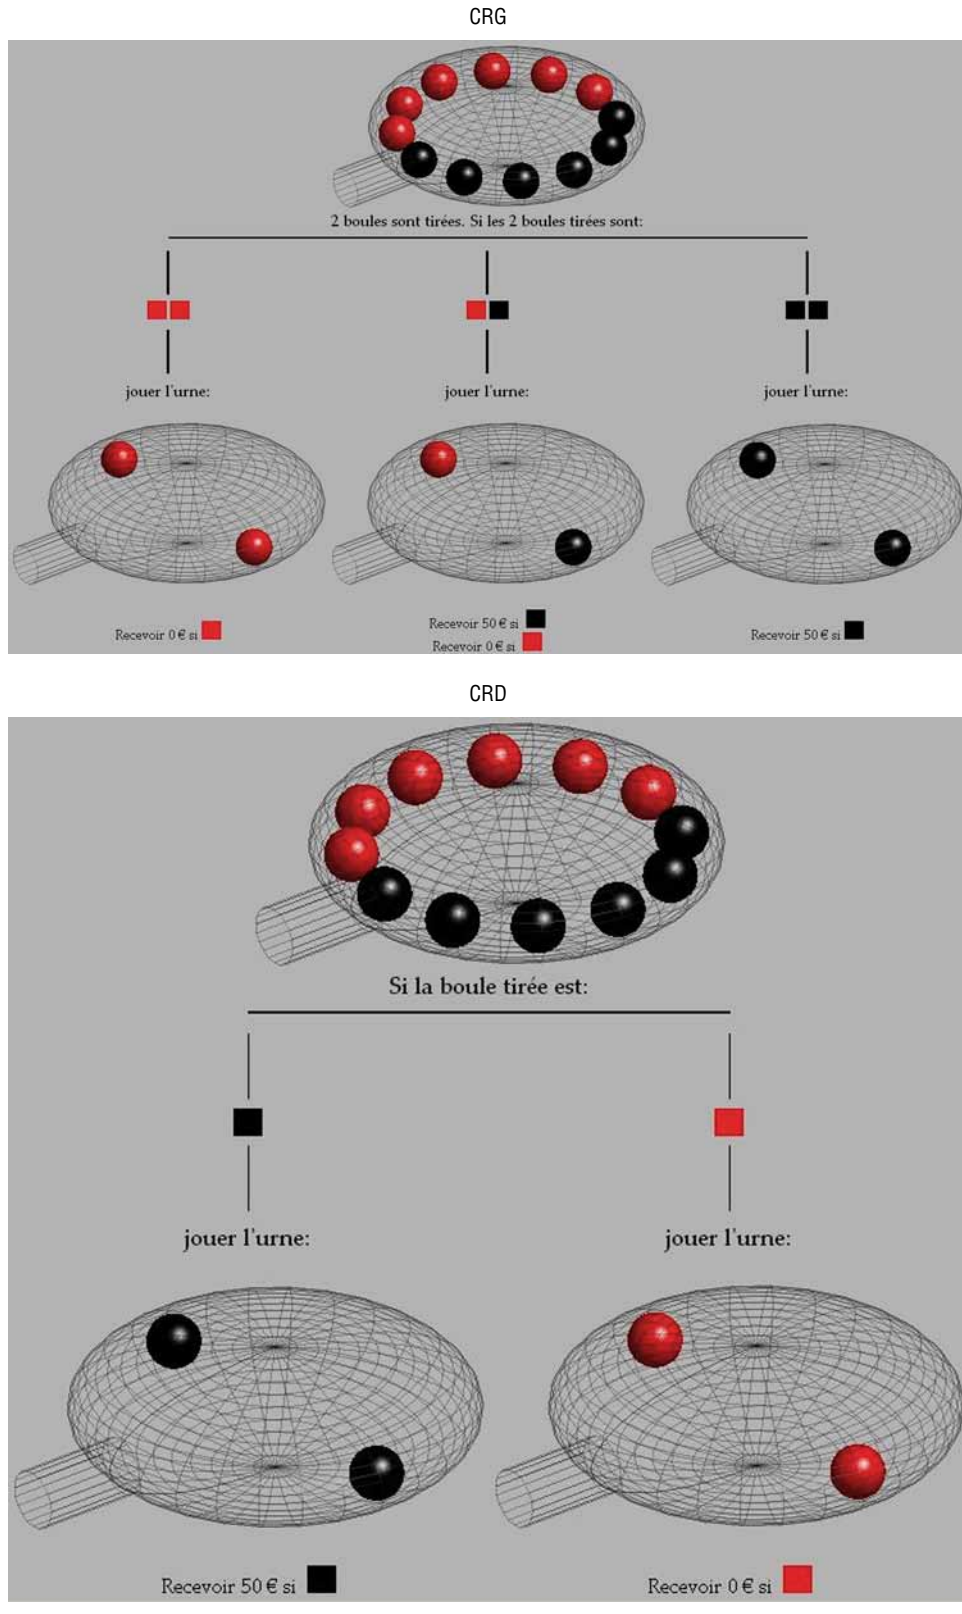 CRG
2 boules sont tirées. Si les 2 boules tirées sont:
jouer l'urne: jouer l'urne: jouer l'urne:
Recevoir 0 € si
Recevoir 50 € si
Recevoir 0 € si
Recevoir 50 € si
CRD
Si la boule tirée est:
jouer l'urne: jouer l'urne:
Recevoir 50 € si Recevoir 0 € si